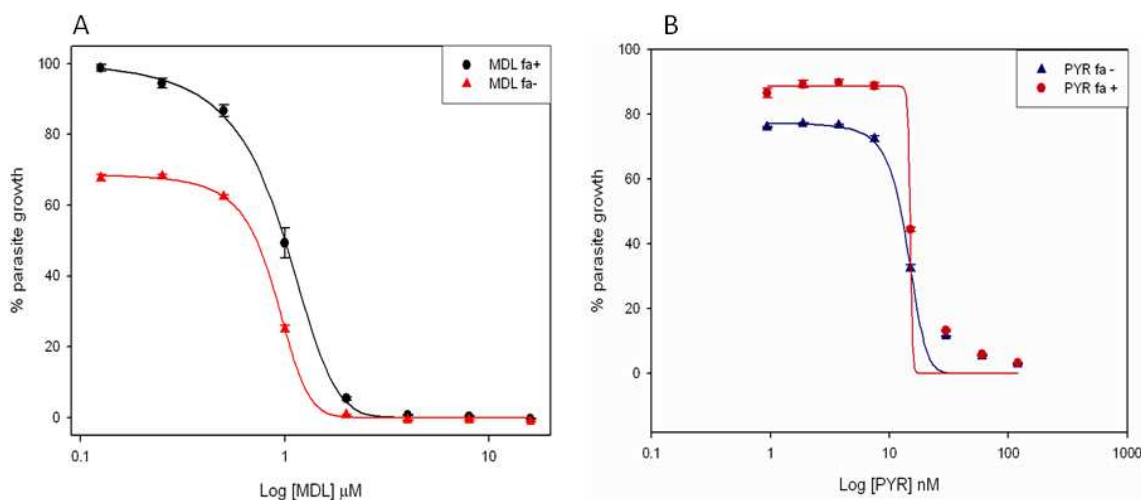 A
B
MDL fa+
MDL fa-
PYR fa -
PYR fa +
% parasite growth
100
80
60
40
20
0
0.1
1
10
Log [MDL] µM
% parasite growth
100
80
60
40
20
0
0.1
1
10
100
1000
Log [PYR] nM